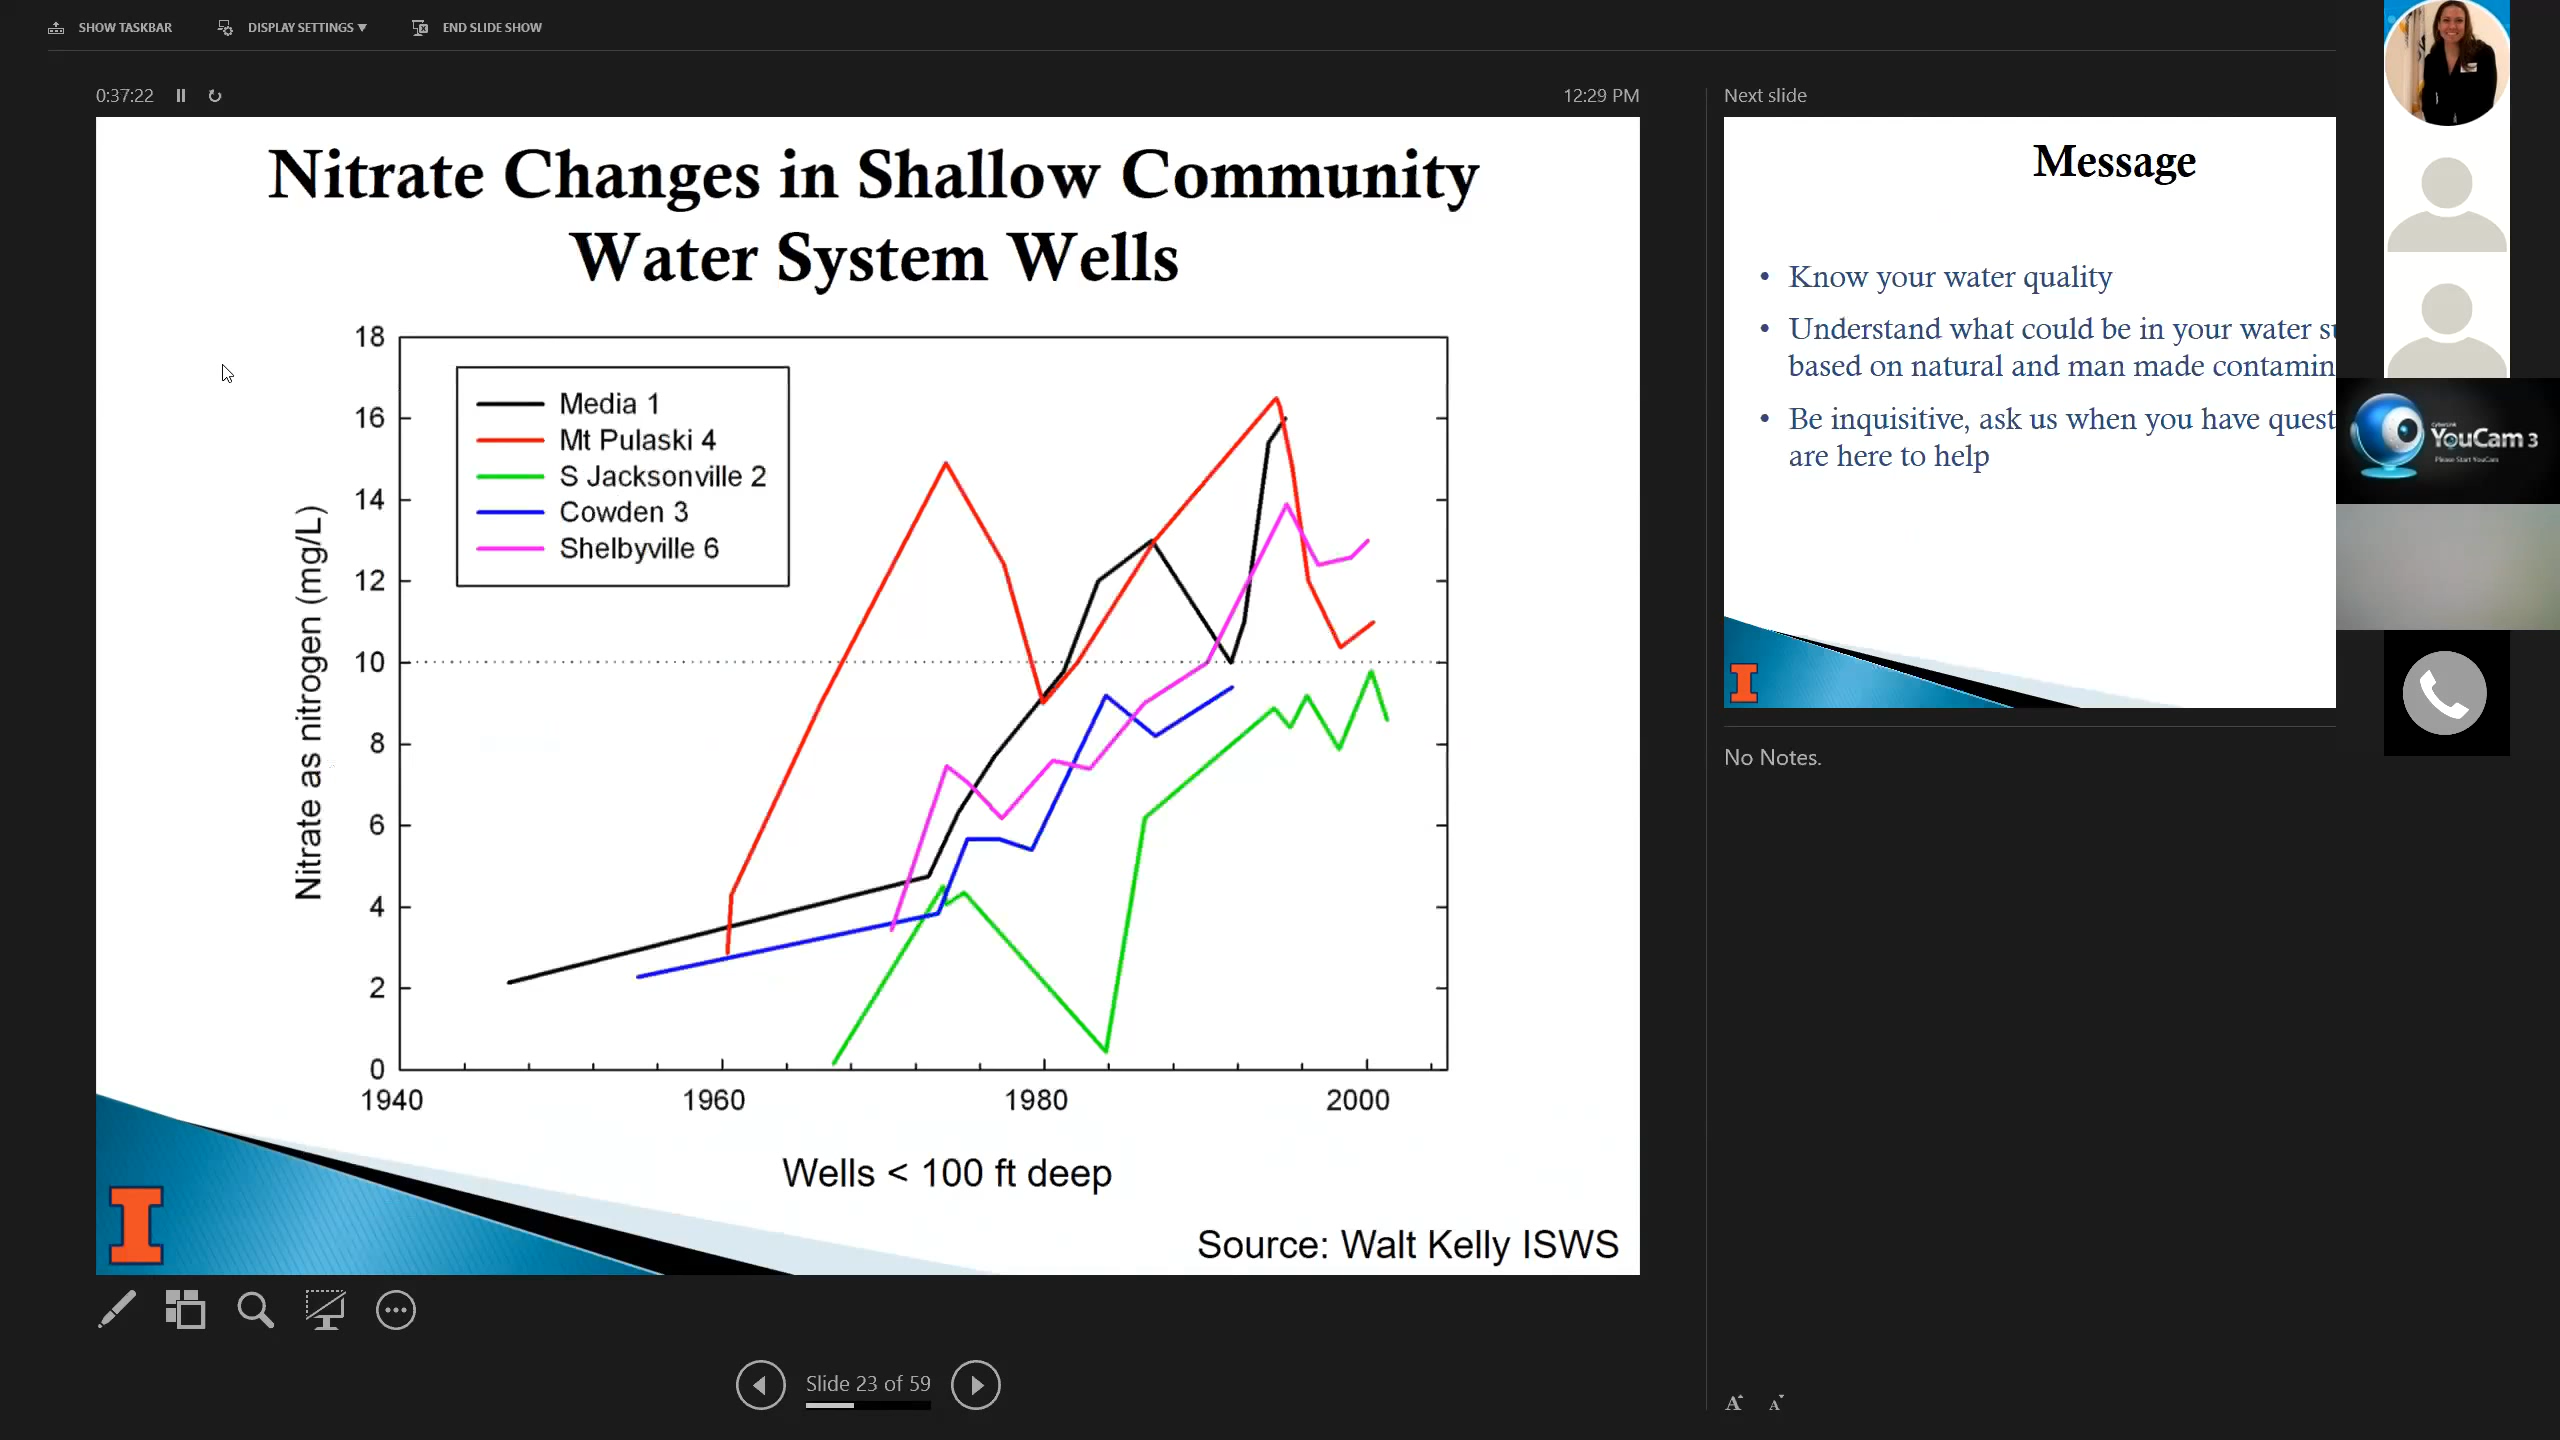 SHOW TASKBAR
DISPLAY SETTINGS
END SLIDE SHOW
0:37:22
12:29 PM
Next slide
Nitrate Changes in Shallow Community
Water System Wells
18
16
14
12
10
8
6
4
2
0
Nitrate as nitrogen (mg/L)
Media 1
Mt Pulaski 4
S Jacksonville 2
Cowden 3
Shelbyville 6
1940
1960
1980
2000
Wells < 100 ft deep
Source: Walt Kelly ISWS
I
Slide 23 of 59
Message
• Know your water quality
• Understand what could be in your water su
based on natural and man made contamin
• Be inquisitive, ask us when you have quest
are here to help
I
No Notes.
A A
CyberLink
YouCam 3
Please Start YouCam